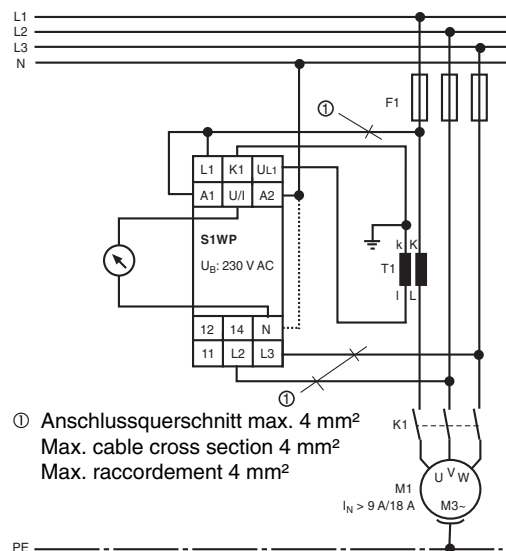 L1
L2
L3
N
F1
①
L1 K1 UL1
A1 U/I A2
k K
S1WP
UB: 230 V AC
T1
l L
12 14 N
11 L2 L3
①
① Anschlussquerschnitt max. 4 mm²
Max. cable cross section 4 mm²
Max. raccordement 4 mm²
K1
U V W
M1
IN > 9 A/18 A
M3~
PE